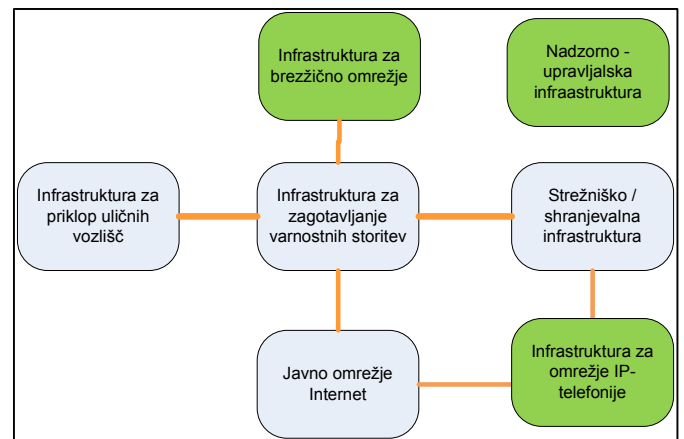 Infrastruktura za
brezžično omrežje
Nadzorno -
upravljalska
infraastruktura
Infrastruktura za
priklop uličnih
vozlišč
Infrastruktura za
zagotavljanje
varnostnih storitev
Strežniško /
shranjevalna
infrastruktura
Javno omrežje
Internet
Infrastruktura za
omrežje IP-
telefonije